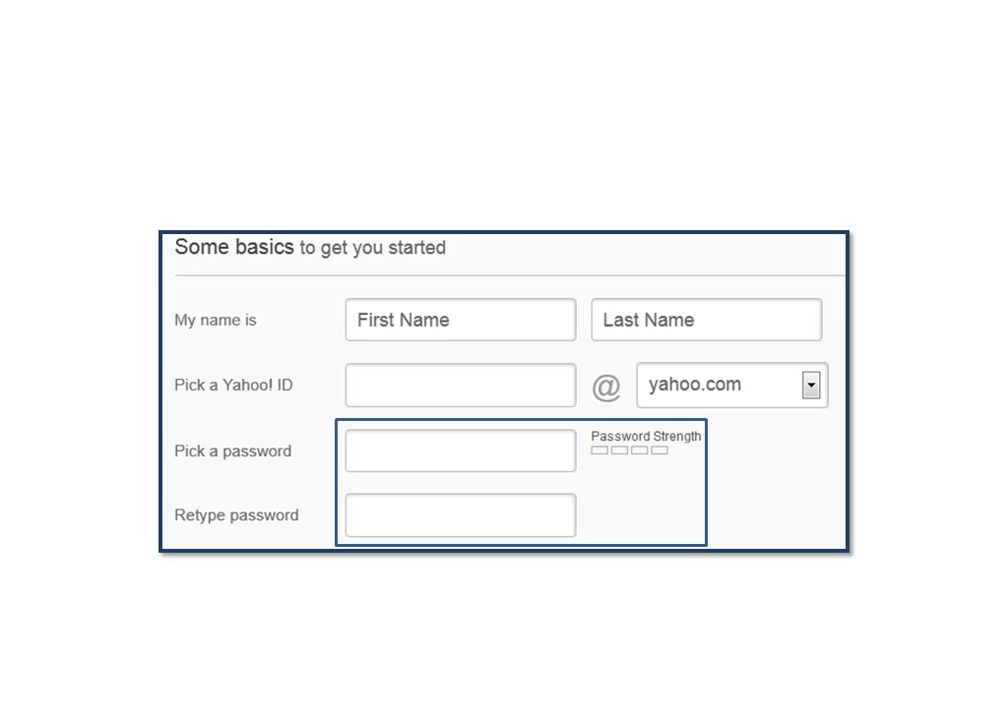 Some basics to get you started
My name is First Name Last Name
Pick a Yahoo! ID @ yahoo.com
Pick a password Password Strength
Retype password